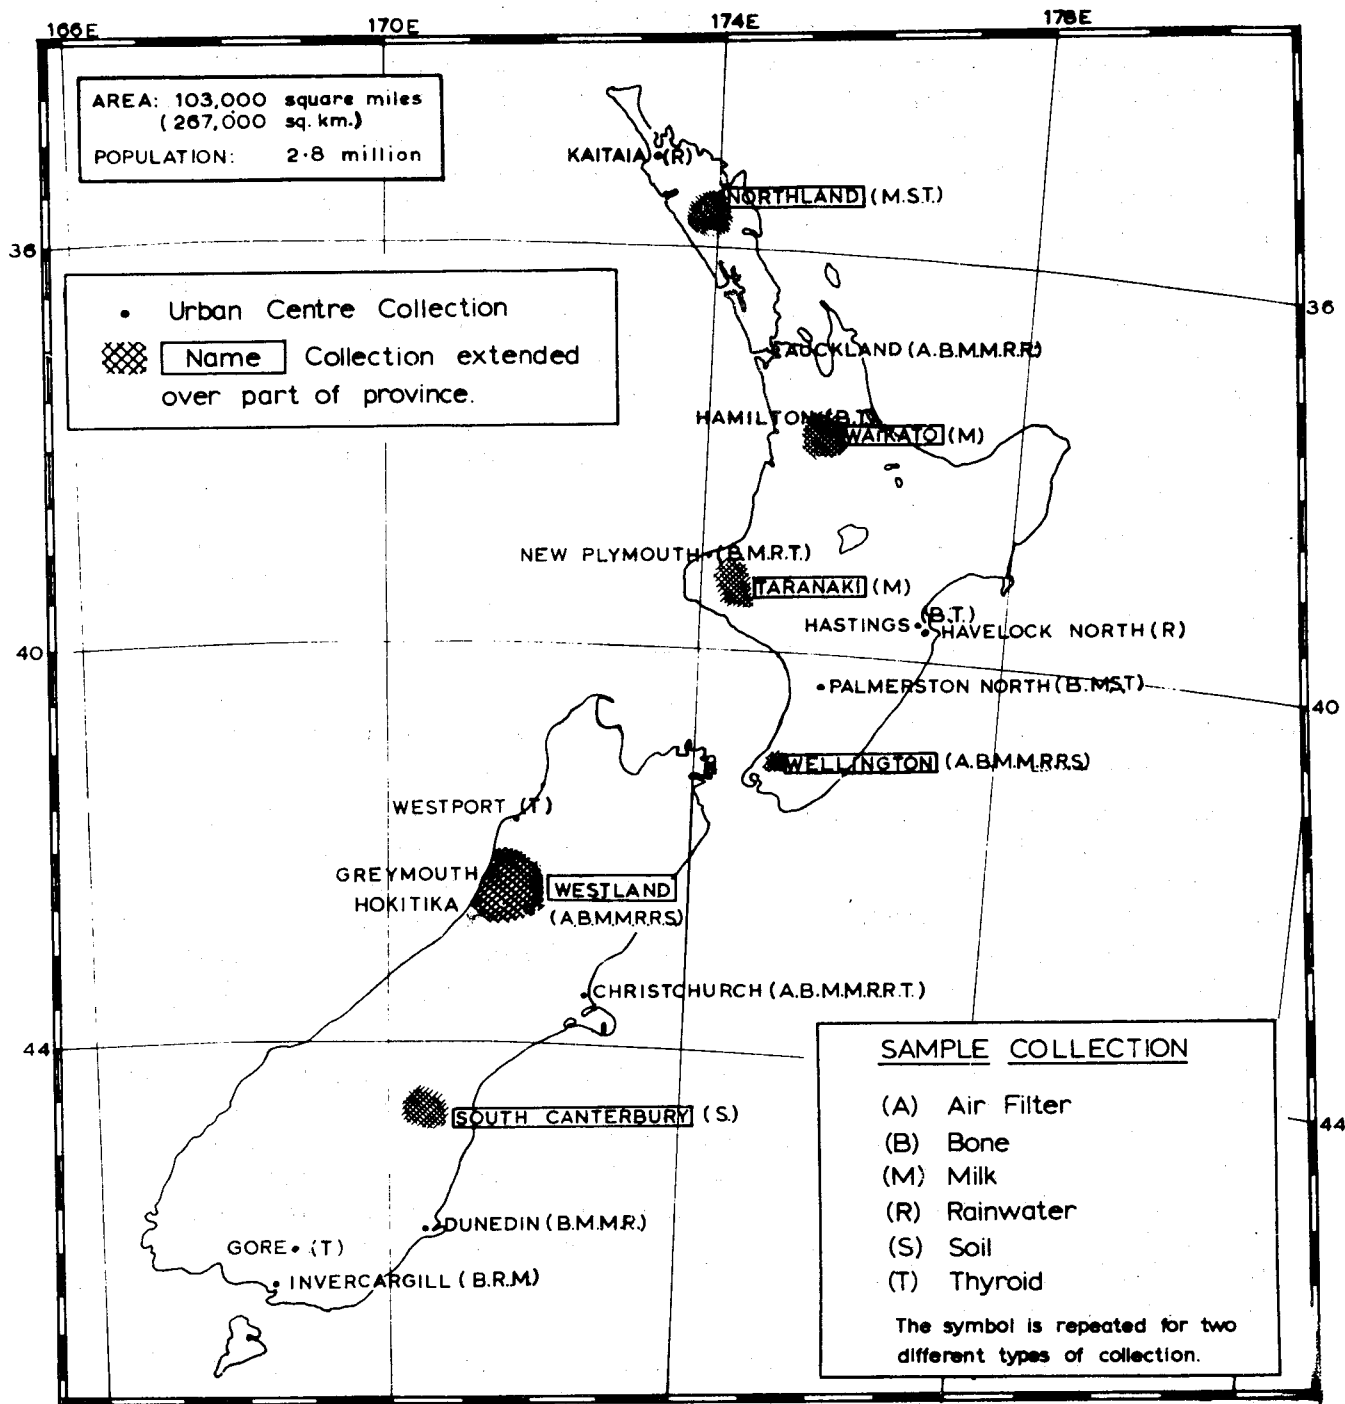 166E 170E 174E 178E
AREA: 103,000 square miles
(267,000 sq. km.)
POPULATION: 2·8 million
KAITAIA (R)
NORTHLAND (M.S.T.)
36
36
• Urban Centre Collection
Name Collection extended
over part of province.
AUCKLAND (A.B.M.M.R.R.)
HAMILTON (B.T.)
WAIKATO (M)
NEW PLYMOUTH (B.M.R.T.)
TARANAKI (M)
(B.T.)
HASTINGS
HAVELOCK NORTH (R)
40
PALMERSTON NORTH (B.M.S.T.)
40
WELLINGTON (A.B.M.M.R.R.S)
WESTPORT (T)
GREYMOUTH
WESTLAND
HOKITIKA
(A.B.M.M.R.R.S)
CHRISTCHURCH (A.B.M.M.R.R.T.)
44
SOUTH CANTERBURY (S.)
44
DUNEDIN (B.M.M.R.)
GORE (T)
INVERCARGILL (B.R.M.)
SAMPLE COLLECTION
(A) Air Filter
(B) Bone
(M) Milk
(R) Rainwater
(S) Soil
(T) Thyroid
The symbol is repeated for two
different types of collection.